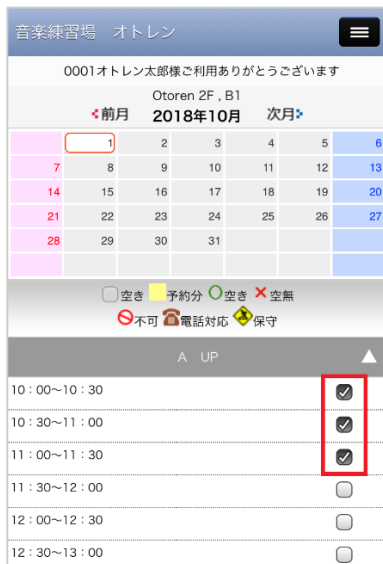 音楽練習場　オトレン
0001オトレン太郎様ご利用ありがとうございます
Otoren 2F , B1
前月 2018年10月 次月
1 2 3 4 5 6
7 8 9 10 11 12 13
14 15 16 17 18 19 20
21 22 23 24 25 26 27
28 29 30 31
空き 予約分 空き 空無
不可 電話対応 保守
A UP
10：00～10：30
10：30～11：00
11：00～11：30
11：30～12：00
12：00～12：30
12：30～13：00